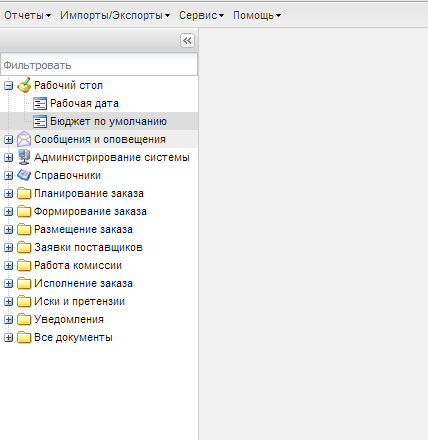 Отчеты Импорты/Экспорты Сервис Помощь
Фильтровать
Рабочий стол
Рабочая дата
Бюджет по умолчанию
Сообщения и оповещения
Администрирование системы
Справочники
Планирование заказа
Формирование заказа
Размещение заказа
Заявки поставщиков
Работа комиссии
Исполнение заказа
Иски и претензии
Уведомления
Все документы